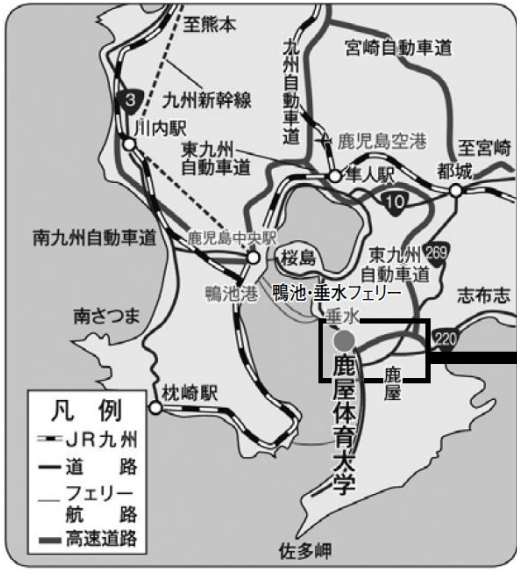 至熊本
九州自動車道
宮崎自動車道
3
九州新幹線
川内駅
東九州
自動車道
鹿児島空港
至宮崎
隼人駅
都城
10
南九州自動車道
鹿児島中央駅
桜島
東九州
自動車道
269
鴨池港
鴨池・垂水フェリー
志布志
南さつま
垂水
220
鹿屋
鹿屋体育大学
枕崎駅
凡 例
JR九州
道 路
フェリー
航 路
高速道路
佐多岬